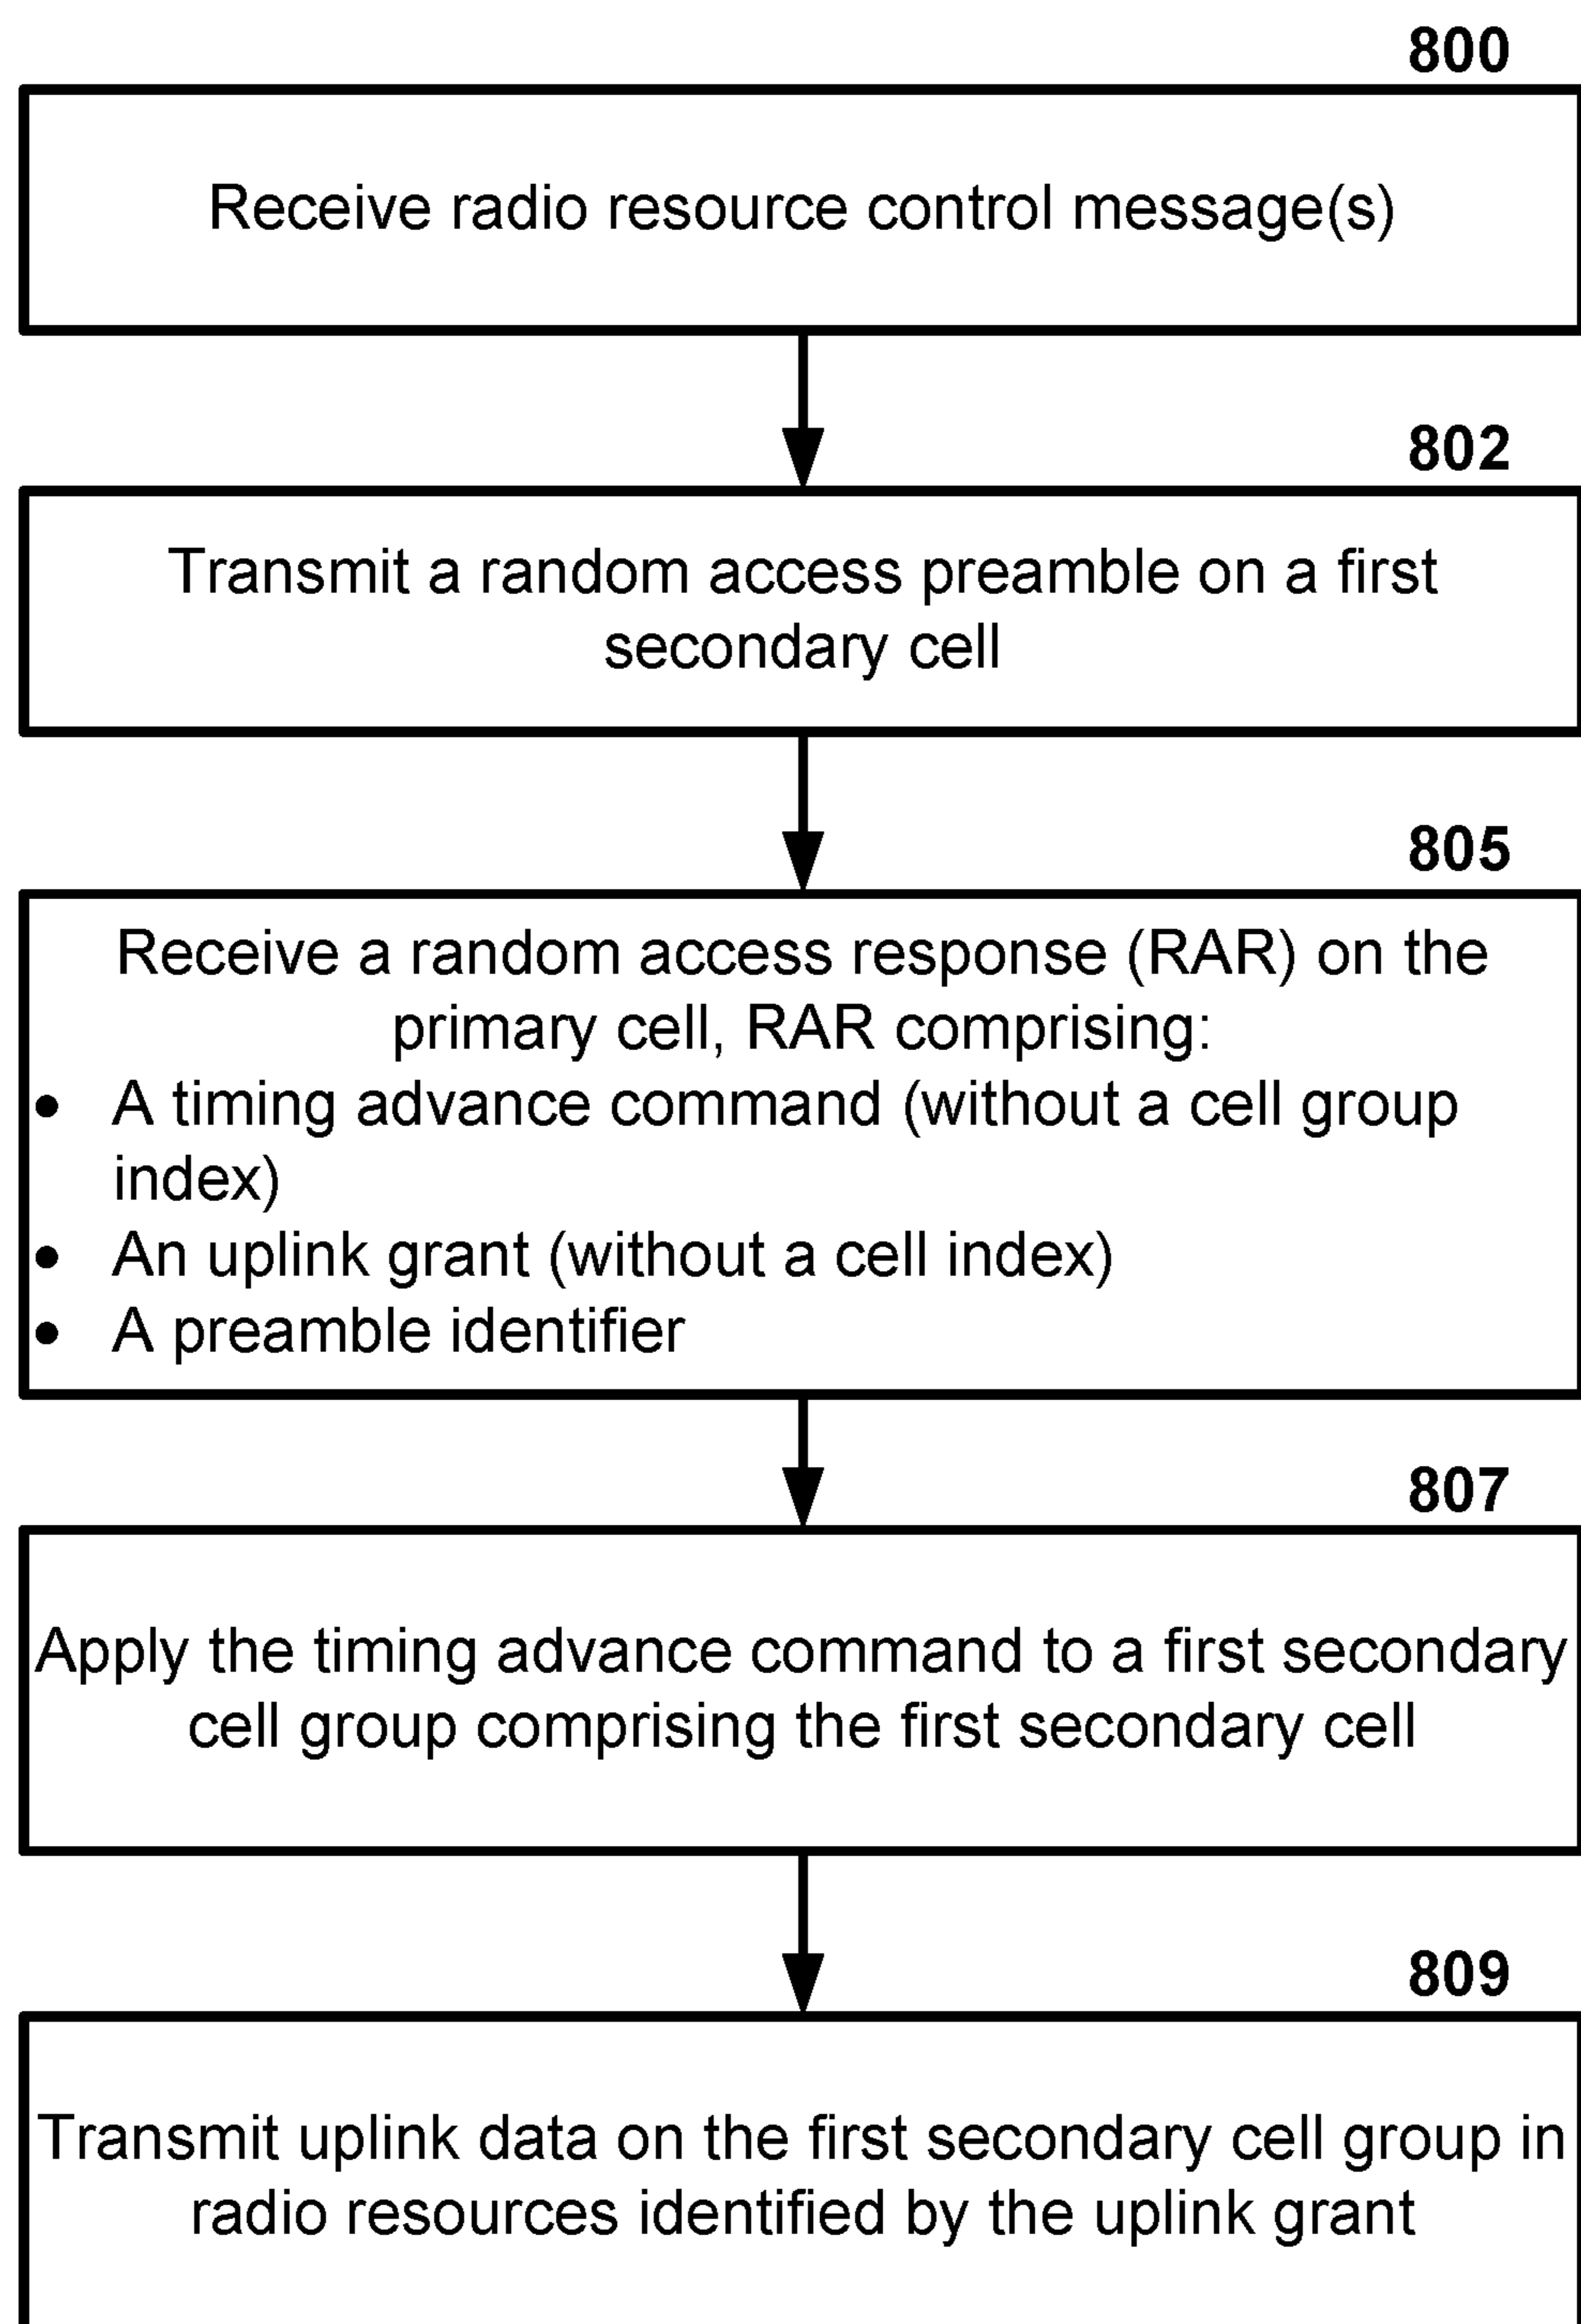 800
Receive radio resource control message(s)
802
Transmit a random access preamble on a first
secondary cell
805
Receive a random access response (RAR) on the
primary cell, RAR comprising:
• A timing advance command (without a cell group
index)
• An uplink grant (without a cell index)
• A preamble identifier
807
Apply the timing advance command to a first secondary
cell group comprising the first secondary cell
809
Transmit uplink data on the first secondary cell group in
radio resources identified by the uplink grant